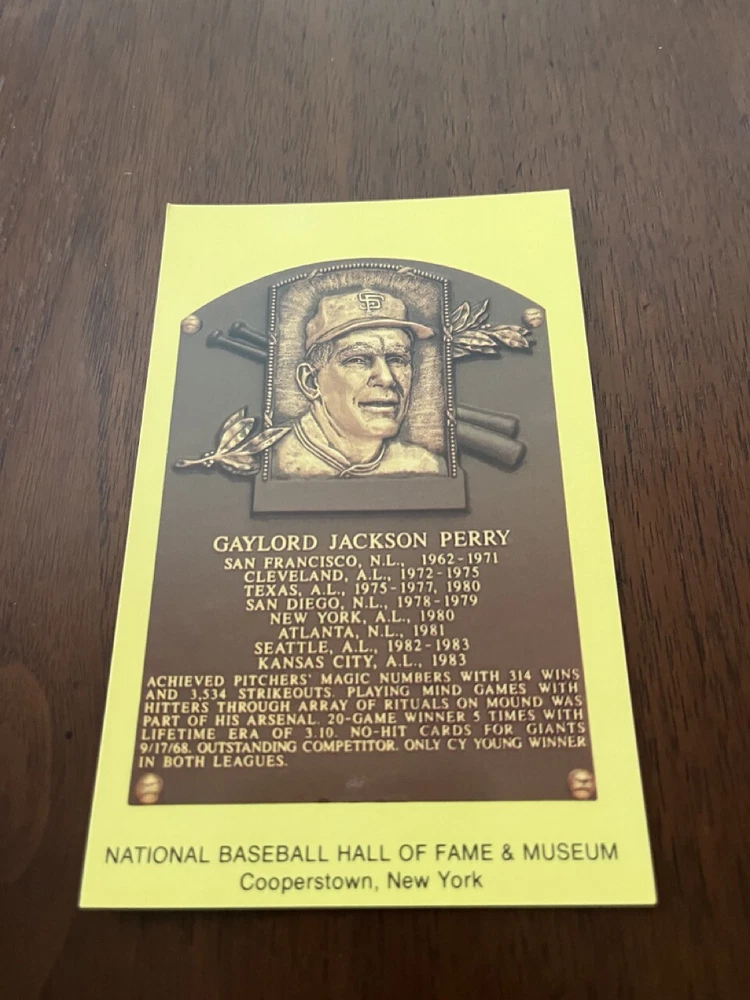 SF
GAYLORD JACKSON PERRY
SAN FRANCISCO, N.L., 1962-1971
CLEVELAND, A.L., 1972-1975
TEXAS, A.L., 1975-1977, 1980
SAN DIEGO, N.L., 1978-1979
NEW YORK, A.L., 1980
ATLANTA, N.L., 1981
SEATTLE, A.L., 1982-1983
KANSAS CITY, A.L., 1983
ACHIEVED PITCHERS' MAGIC NUMBERS WITH 314 WINS
AND 3,534 STRIKEOUTS. PLAYING MIND GAMES WITH
HITTERS THROUGH ARRAY OF RITUALS ON MOUND WAS
PART OF HIS ARSENAL. 20-GAME WINNER 5 TIMES WITH
LIFETIME ERA OF 3.10. NO-HIT CARDS FOR GIANTS
9/17/68. OUTSTANDING COMPETITOR. ONLY CY YOUNG WINNER
IN BOTH LEAGUES.
NATIONAL BASEBALL HALL OF FAME & MUSEUM
Cooperstown, New York